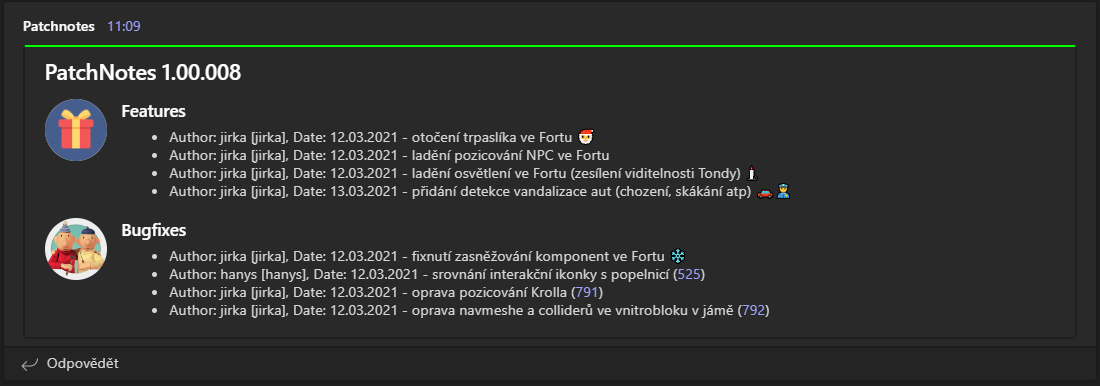 Patchnotes 11:09
PatchNotes 1.00.008
Features
• Author: jirka [jirka], Date: 12.03.2021 - otočení trpaslíka ve Fortu 🎅
• Author: jirka [jirka], Date: 12.03.2021 - ladění pozicování NPC ve Fortu
• Author: jirka [jirka], Date: 12.03.2021 - ladění osvětlení ve Fortu (zesílení viditelnosti Tondy) 🕯️
• Author: jirka [jirka], Date: 13.03.2021 - přidání detekce vandalizace aut (chození, skákání atp) 🚗👮
Bugfixes
• Author: jirka [jirka], Date: 12.03.2021 - fixnutí zasněžování komponent ve Fortu ❄️
• Author: hanys [hanys], Date: 12.03.2021 - srovnání interakční ikonky s popelnicí (525)
• Author: jirka [jirka], Date: 12.03.2021 - oprava pozicování Krolla (791)
• Author: jirka [jirka], Date: 12.03.2021 - oprava navmeshe a colliderů ve vnitrobloku v jámě (792)
Odpovědět